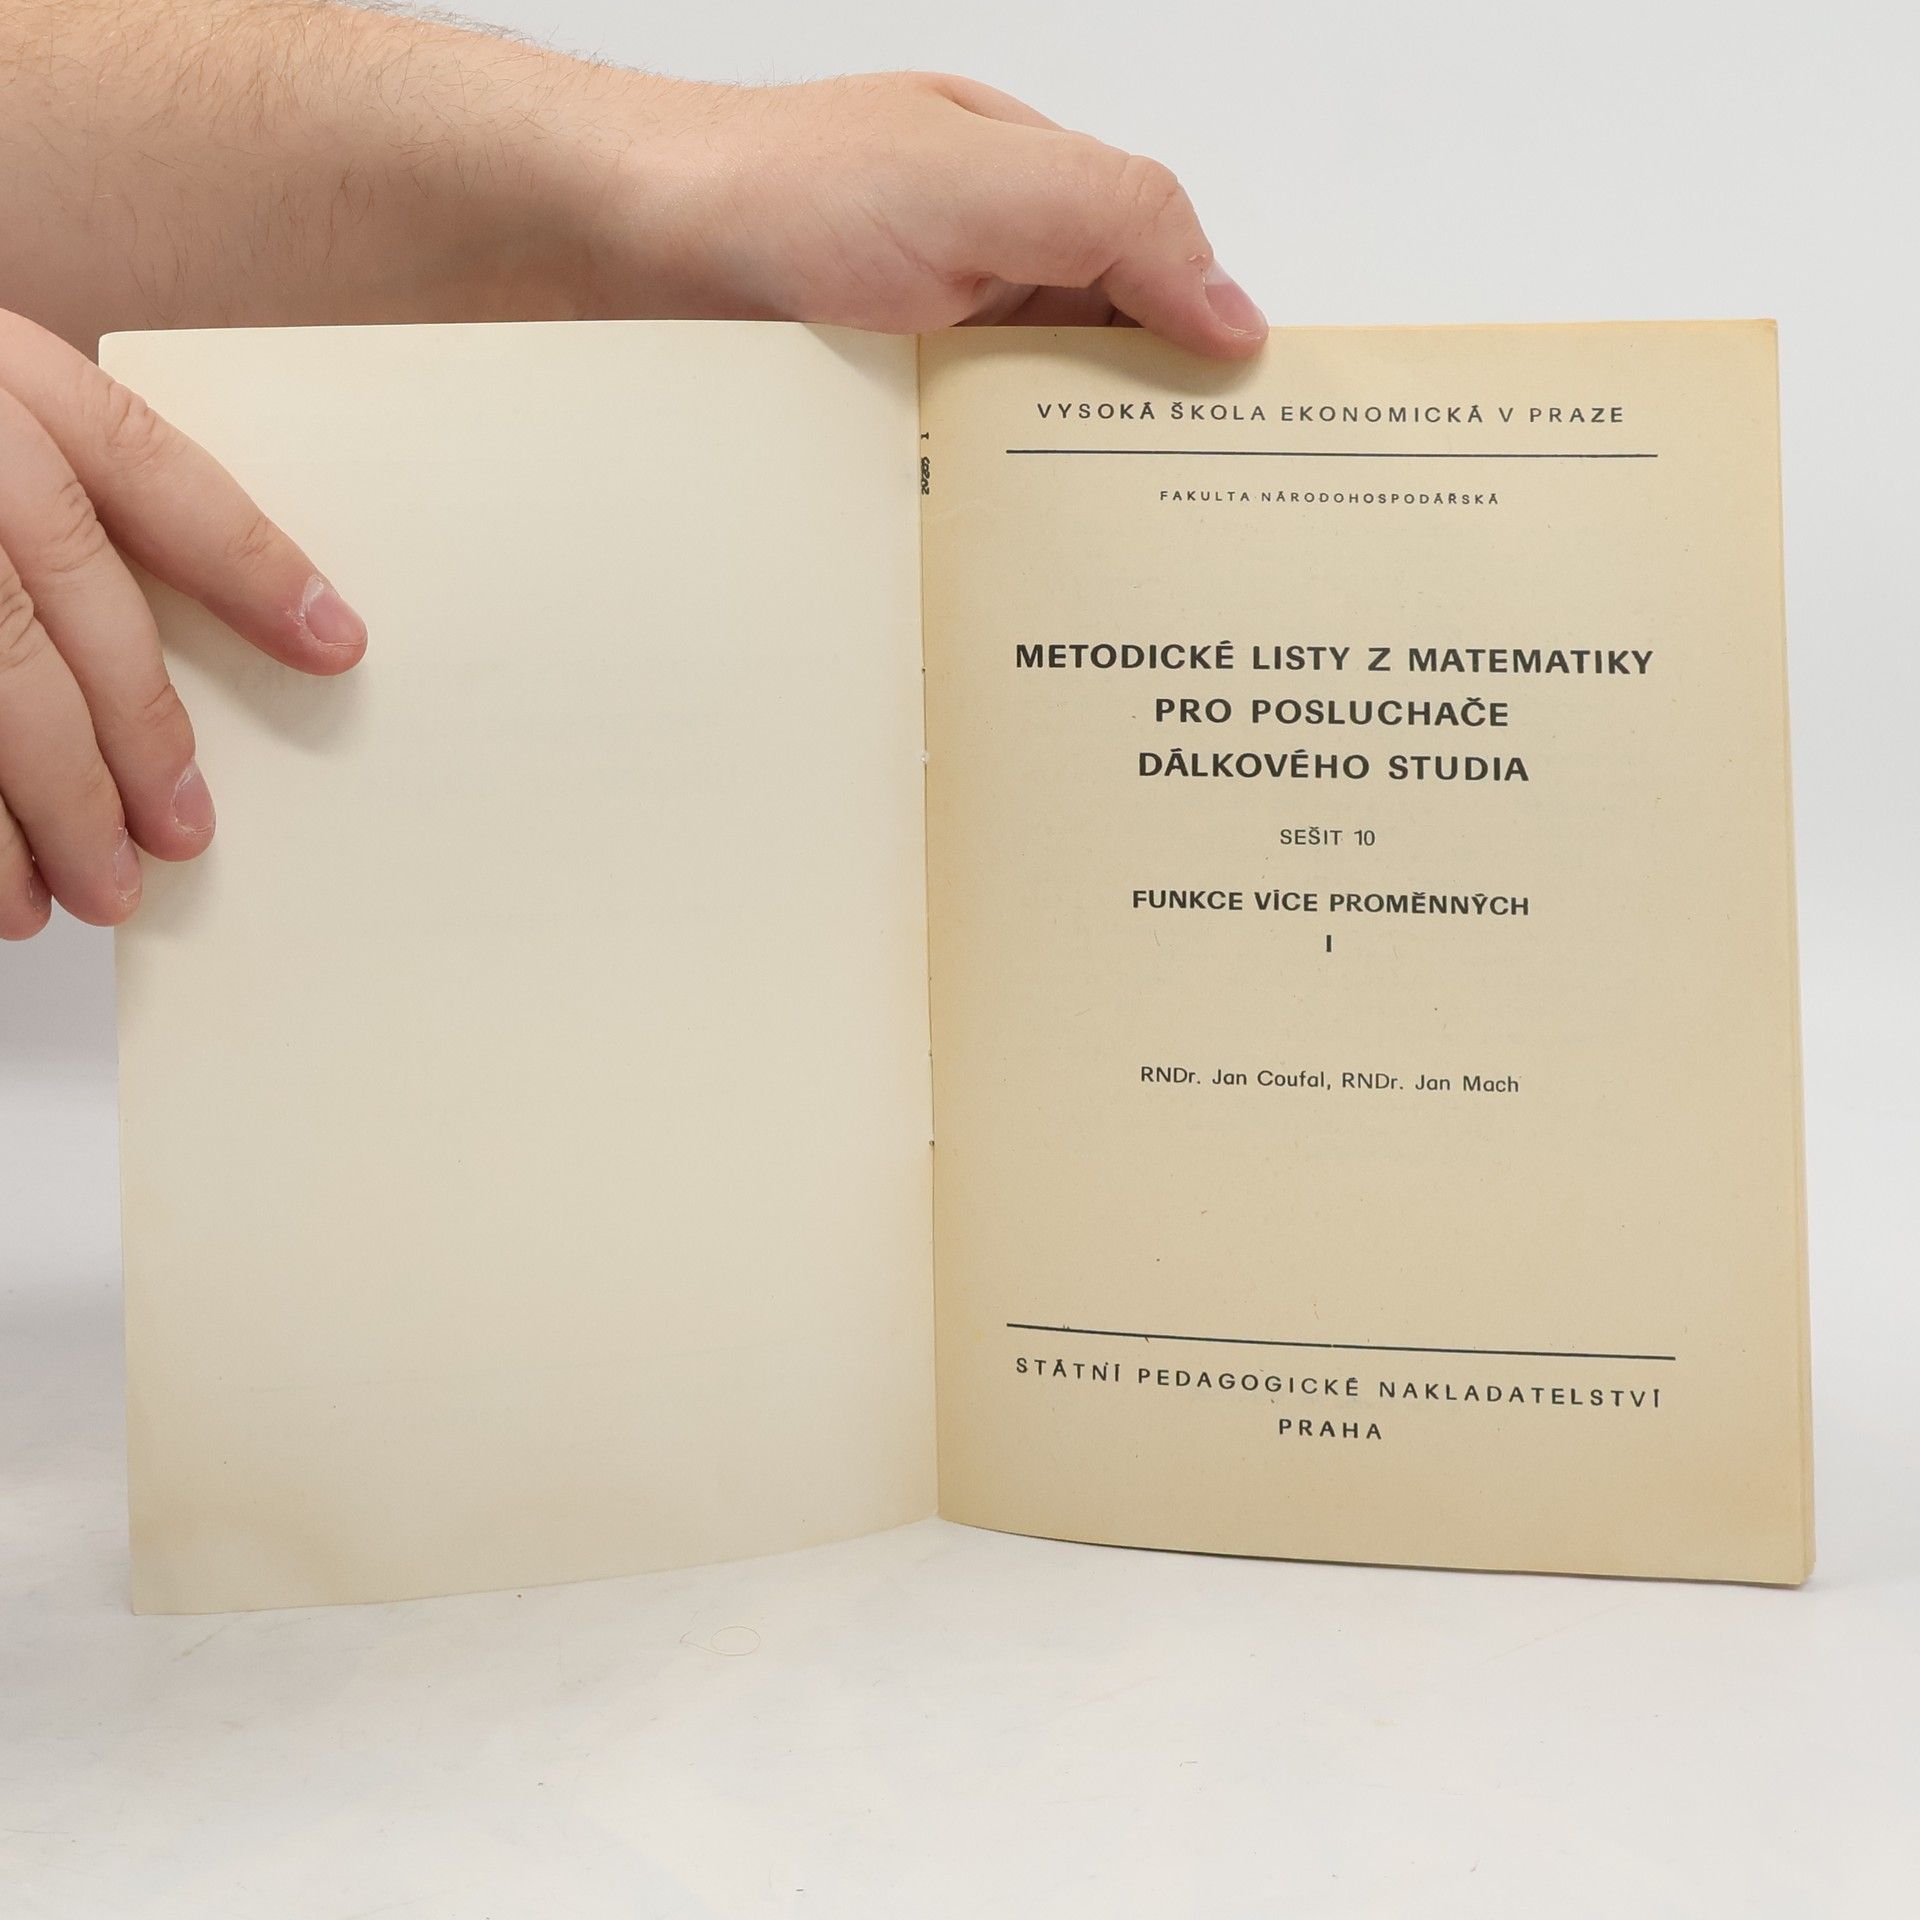 VYSOKÁ ŠKOLA EKONOMICKÁ V PRAZE
FAKULTA NÁRODOHOSPODÁŘSKÁ
METODICKÉ LISTY Z MATEMATIKY
PRO POSLUCHAČE
DÁLKOVÉHO STUDIA
SEŠIT 10
FUNKCE VÍCE PROMĚNNÝCH
I
RNDr. Jan Coufal, RNDr. Jan Mach
STÁTNÍ PEDAGOGICKÉ NAKLADATELSTVÍ
PRAHA